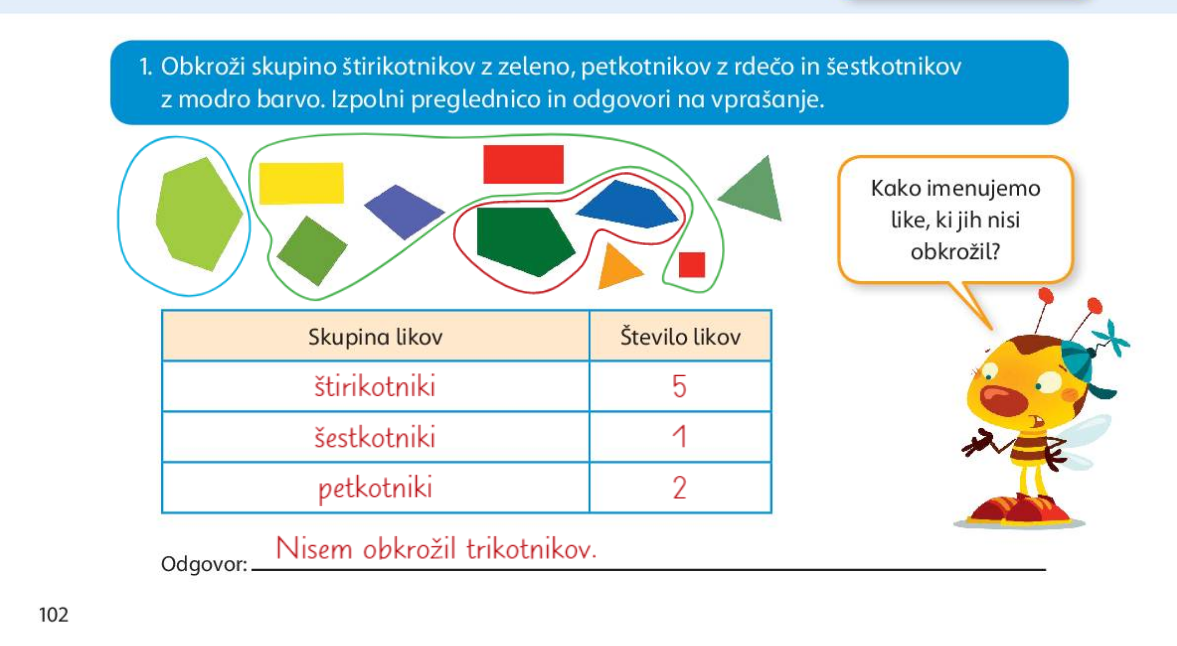 1. Obkroži skupino štirikotnikov z zeleno, petkotnikov z rdečo in šestkotnikov
z modro barvo. Izpolni preglednico in odgovori na vprašanje.
Kako imenujemo
like, ki jih nisi
obkrožil?
Skupina likov Število likov
štirikotniki 5
šestkotniki 1
petkotniki 2
Odgovor: Nisem obkrožil trikotnikov.
102